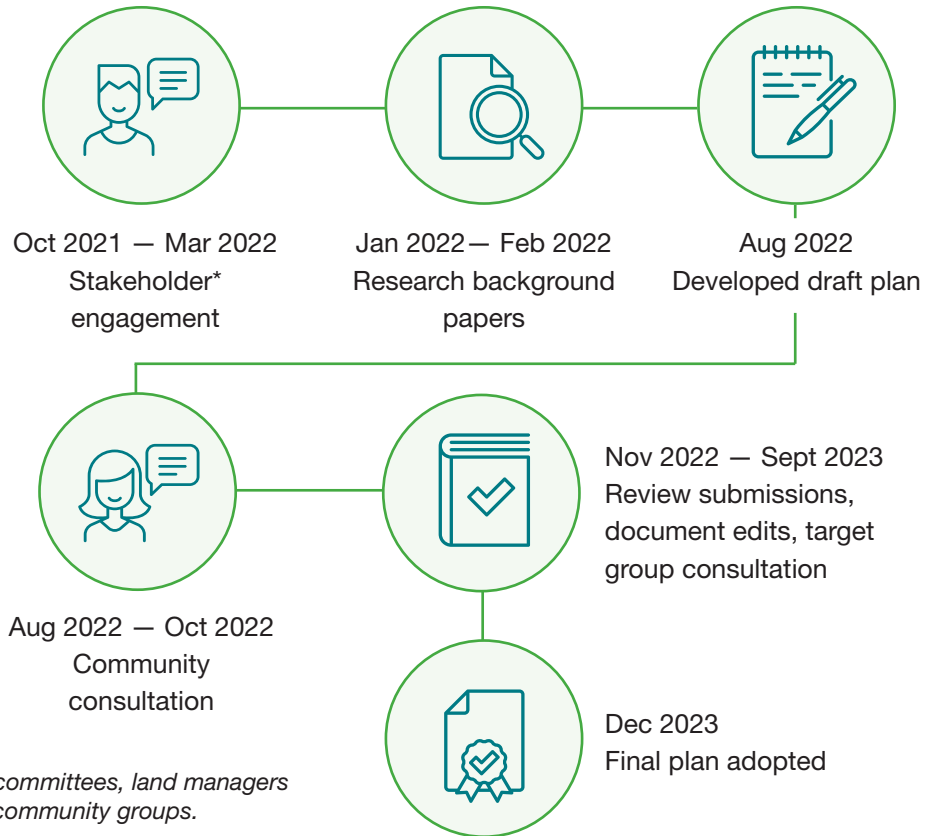 Oct 2021 — Mar 2022
Stakeholder*
engagement
Jan 2022— Feb 2022
Research background
papers
Aug 2022
Developed draft plan
Aug 2022 — Oct 2022
Community
consultation
Nov 2022 — Sept 2023
Review submissions,
document edits, target
group consultation
Dec 2023
Final plan adopted
committees, land managers
community groups.